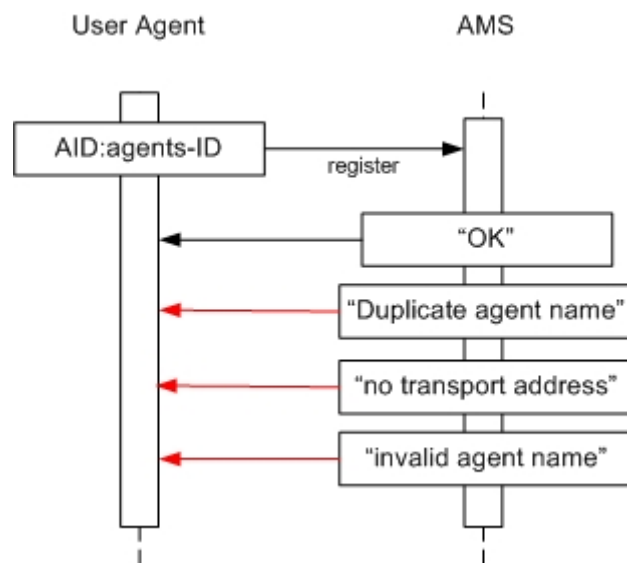 User Agent
AMS
AID:agents-ID
register
“OK”
“Duplicate agent name”
“no transport address”
“invalid agent name”